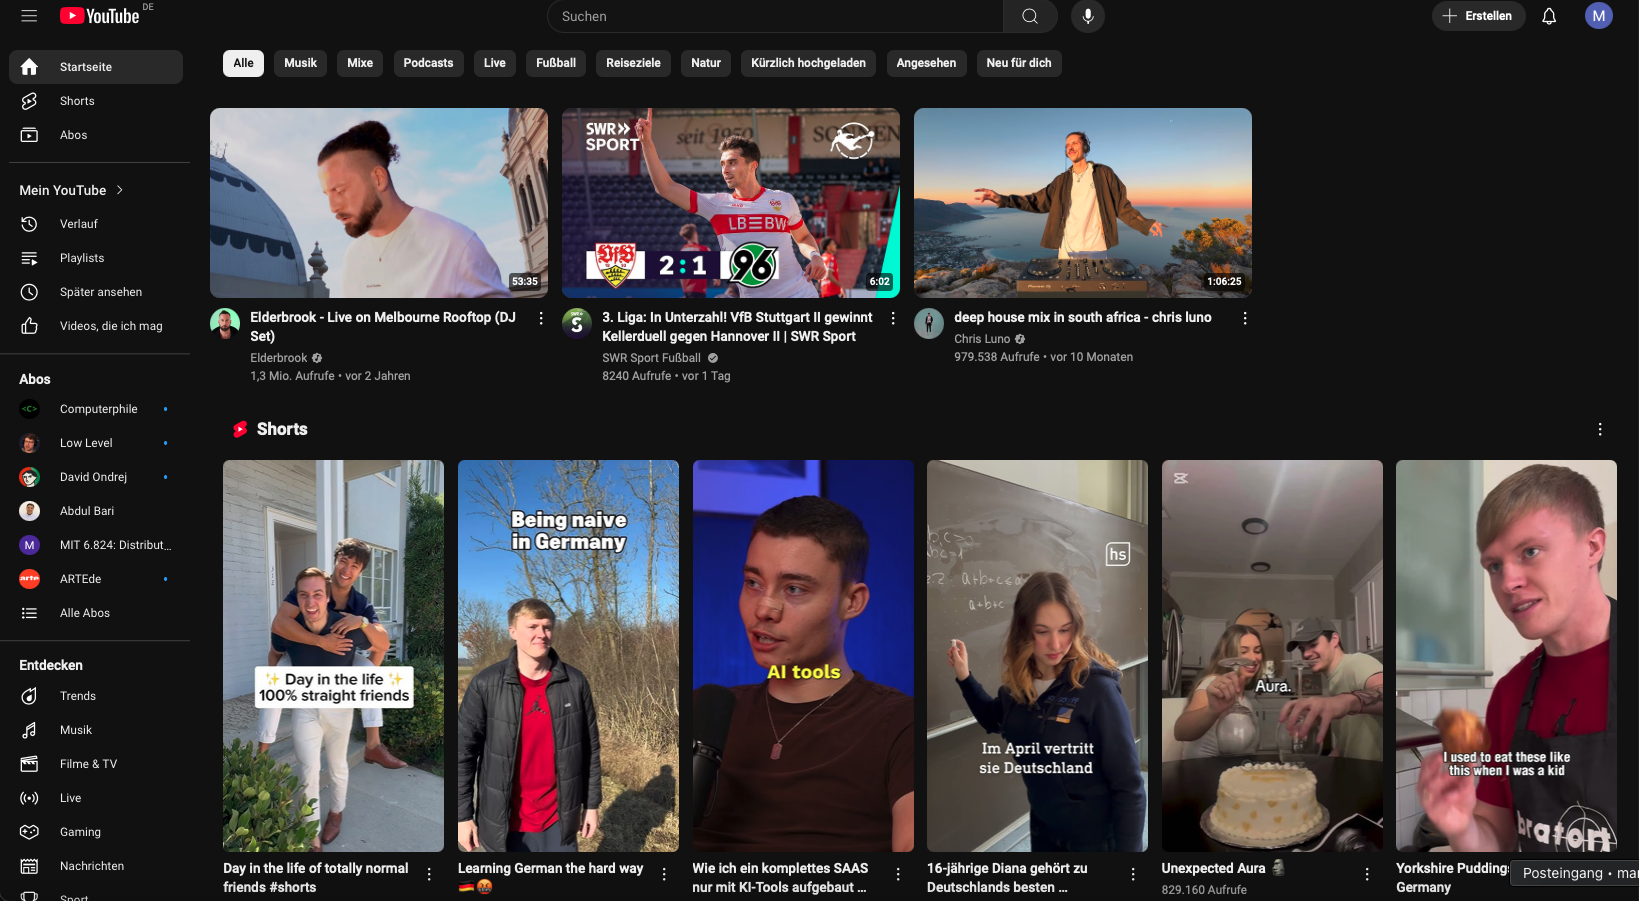 YouTube DE
Suchen
Erstellen
M
Startseite
Shorts
Abos
Mein YouTube
Verlauf
Playlists
Später ansehen
Videos, die ich mag
Abos
<C> Computerphile
Low Level
David Ondrej
Abdul Bari
M MIT 6.824: Distribut...
arte ARTEde
Alle Abos
Entdecken
Trends
Musik
Filme & TV
Live
Gaming
Nachrichten
Sport
Alle Musik Mixe Podcasts Live Fußball Reiseziele Natur Kürzlich hochgeladen Angesehen Neu für dich
53:35
Elderbrook - Live on Melbourne Rooftop (DJ
Set)
Elderbrook
1,3 Mio. Aufrufe • vor 2 Jahren
SWR»
SPORT
seit 1950
SONNEN
LB≡BW
VfB
2:1
96
6:02
S
3. Liga: In Unterzahl! VfB Stuttgart II gewinnt
Kellerduell gegen Hannover II | SWR Sport
SWR Sport Fußball
8240 Aufrufe • vor 1 Tag
1:06:25
deep house mix in south africa - chris luno
Chris Luno
979.538 Aufrufe • vor 10 Monaten
Shorts
✨ Day in the life ✨
100% straight friends
Day in the life of totally normal
friends #shorts
Being naive
in Germany
Learning German the hard way
🇩🇪🤬
AI tools
Wie ich ein komplettes SAAS
nur mit KI-Tools aufgebaut ...
hs
a+b+c
Im April vertritt
sie Deutschland
16-jährige Diana gehört zu
Deutschlands besten ...
Aura.
Unexpected Aura 🗿
829.160 Aufrufe
I used to eat these like
this when I was a kid
bratort
Yorkshire Pudding
Germany
Posteingang • mar